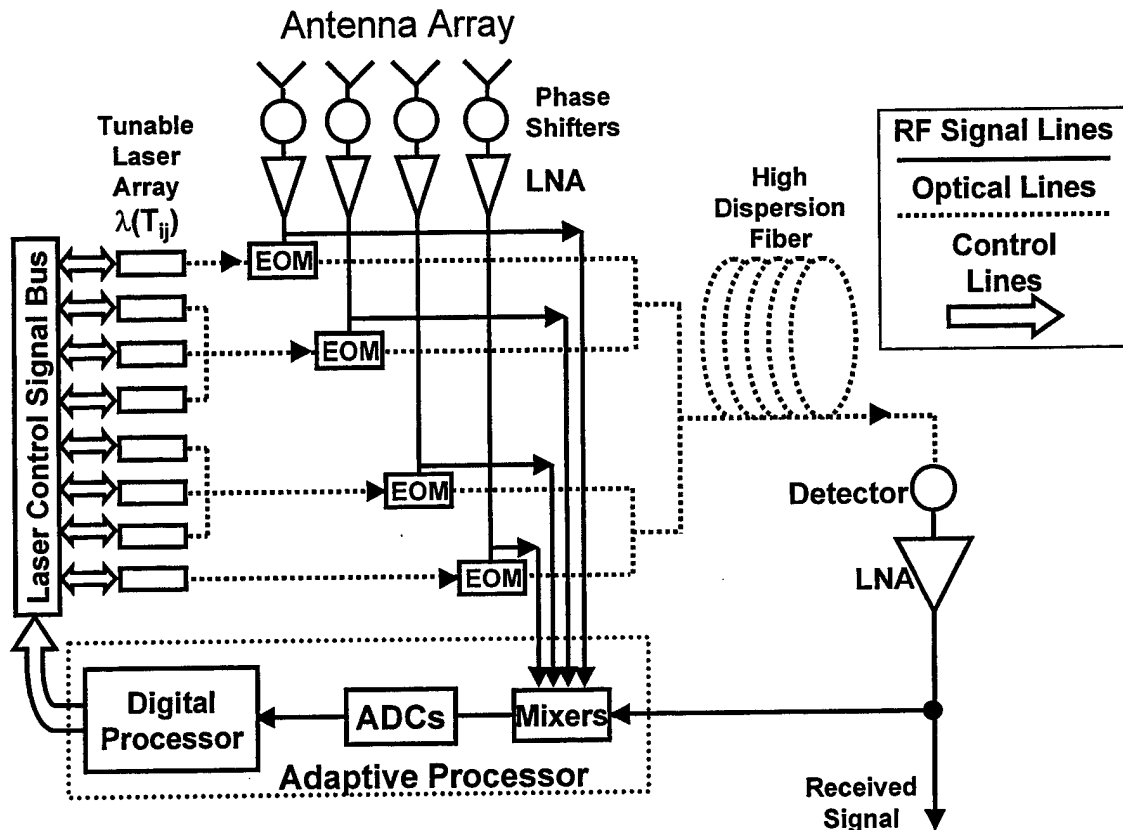 Antenna Array
Phase
Shifters
LNA
Tunable
Laser
Array
λ(Tij)
High
Dispersion
Fiber
RF Signal Lines
Optical Lines
Control
Lines
Laser Control Signal Bus
EOM
EOM
EOM
EOM
Detector
LNA
Digital
Processor
ADCs
Mixers
Adaptive Processor
Received
Signal